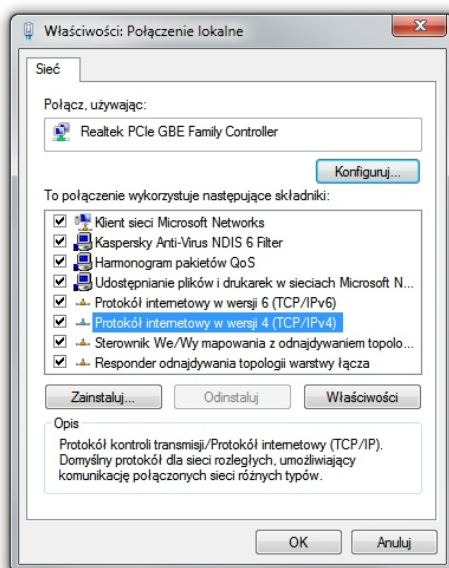 Właściwości: Połączenie lokalne
Sieć
Połącz, używając:
Realtek PCIe GBE Family Controller
Konfiguruj...
To połączenie wykorzystuje następujące składniki:
Klient sieci Microsoft Networks
Kaspersky Anti-Virus NDIS 6 Filter
Harmonogram pakietów QoS
Udostępnianie plików i drukarek w sieciach Microsoft N...
Protokół internetowy w wersji 6 (TCP/IPv6)
Protokół internetowy w wersji 4 (TCP/IPv4)
Sterownik We/Wy mapowania z odnajdywaniem topolo...
Responder odnajdywania topologii warstwy łącza
Zainstaluj...
Odinstaluj
Właściwości
Opis
Protokół kontroli transmisji/Protokół internetowy (TCP/IP).
Domyślny protokół dla sieci rozległych, umożliwiający
komunikację połączonych sieci różnych typów.
OK
Anuluj